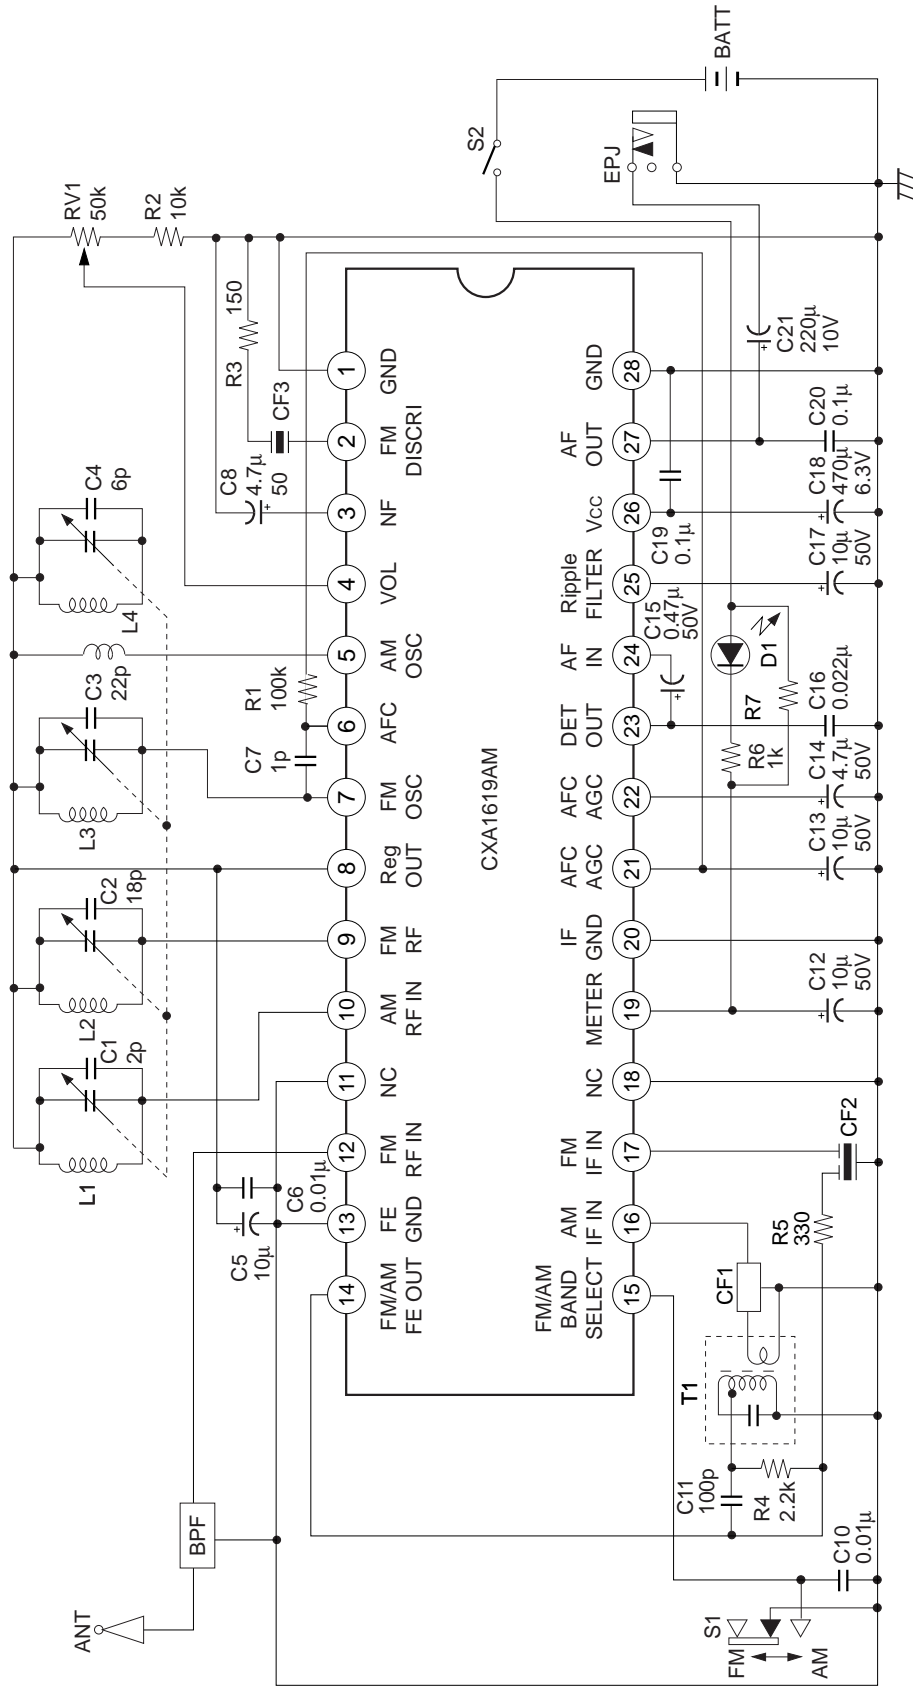 ANT
BPF
L1
C1
2p
L2
C2
18p
L3
C3
22p
L4
C4
6p
RV1
50k
R2
10k
C5
10μ
C6
0.01μ
C7
1p
R1
100k
C8
4.7μ
50
R3
150
CF3
14
13
12
11
10
9
8
7
6
5
4
3
2
1
FM/AM
FE OUT
FE
GND
FM
RF IN
NC
AM
RF IN
FM
RF
Reg
OUT
FM
OSC
AFC
AM
OSC
VOL
NF
FM
DISCRI
GND
CXA1619AM
FM/AM
BAND
SELECT
AM
IF IN
FM
IF IN
NC
METER
IF
GND
AFC
AGC
AFC
AGC
DET
OUT
AF
IN
Ripple
FILTER
Vcc
AF
OUT
GND
15
16
17
18
19
20
21
22
23
24
25
26
27
28
S2
EPJ
BATT
T1
CF1
C11
100p
R4
2.2k
R5
330
CF2
C15
0.47μ
50V
C19
0.1μ
R6
1k
R7
D1
C21
220μ
10V
S1
FM
AM
C10
0.01μ
C12
10μ
50V
C13
10μ
50V
C14
4.7μ
50V
C16
0.022μ
C17
10μ
50V
C18
470μ
6.3V
C20
0.1μ